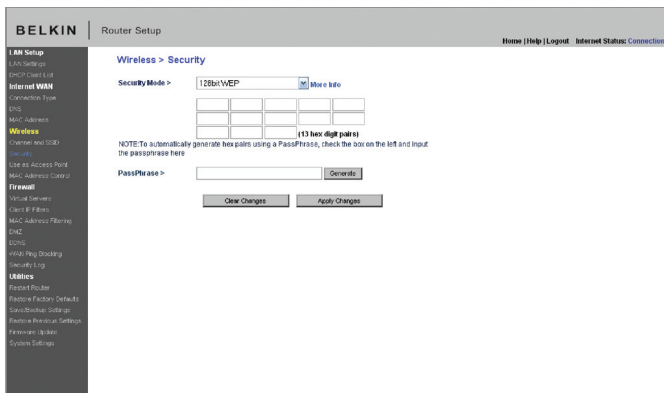 BELKIN
Router Setup
Home |Help |Logout Internet Status: Connection
LAN Setup
LAN Settings
DHCP Client List
Internet WAN
Connection Type
DNS
MAC Address
Wireless
Channel and SSID
Security
Use as Access Point
MAC Address Control
Firewall
Virtual Servers
Client IP Filters
MAC Address Filtering
DMZ
DDNS
WAN Ping Blocking
Security Log
Utilities
Restart Router
Restore Factory Defaults
Save/Backup Settings
Restore Previous Settings
Firmware Update
System Settings
Wireless > Security
Security Mode >
128bit WEP
More Info
(13 hex digit pairs)
NOTE:To automatically generate hex pairs using a PassPhrase, check the box on the left and input
the passphrase here
PassPhrase >
Generate
Clear Changes
Apply Changes